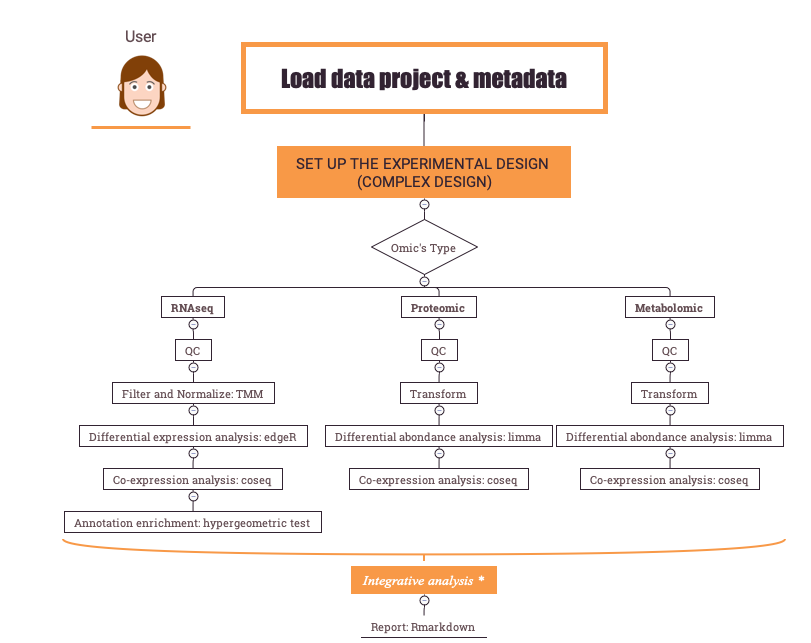 User
Load data project & metadata
SET UP THE EXPERIMENTAL DESIGN
(COMPLEX DESIGN)
Omic's Type
RNAseq
Proteomic
Metabolomic
QC
QC
QC
Filter and Normalize: TMM
Transform
Transform
Differential expression analysis: edgeR
Differential abondance analysis: limma
Differential abondance analysis: limma
Co-expression analysis: coseq
Co-expression analysis: coseq
Co-expression analysis: coseq
Annotation enrichment: hypergeometric test
Integrative analysis *
Report: Rmarkdown